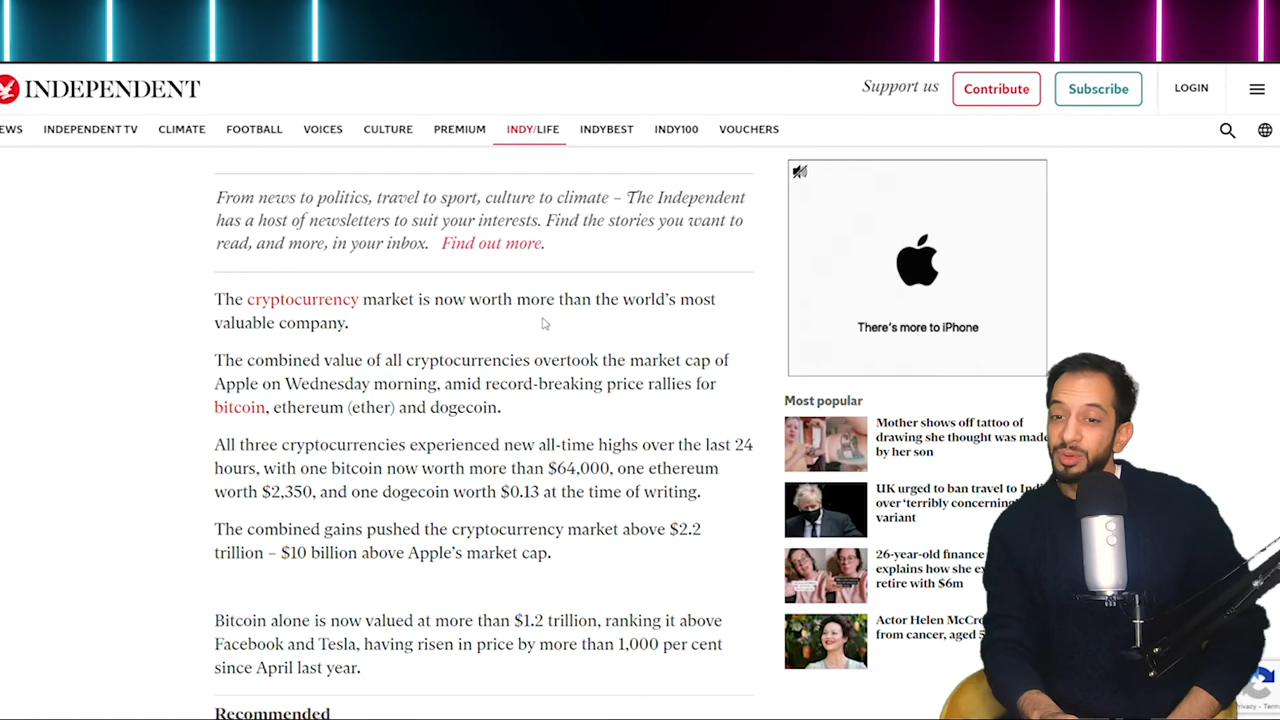 INDEPENDENT
Support us
Contribute
Subscribe
LOGIN
EWS INDEPENDENT TV CLIMATE FOOTBALL VOICES CULTURE PREMIUM INDY/LIFE INDYBEST INDY100 VOUCHERS
From news to politics, travel to sport, culture to climate – The Independent
has a host of newsletters to suit your interests. Find the stories you want to
read, and more, in your inbox. Find out more.
The cryptocurrency market is now worth more than the world's most
valuable company.
The combined value of all cryptocurrencies overtook the market cap of
Apple on Wednesday morning, amid record-breaking price rallies for
bitcoin, ethereum (ether) and dogecoin.
All three cryptocurrencies experienced new all-time highs over the last 24
hours, with one bitcoin now worth more than $64,000, one ethereum
worth $2,350, and one dogecoin worth $0.13 at the time of writing.
The combined gains pushed the cryptocurrency market above $2.2
trillion – $10 billion above Apple's market cap.
Bitcoin alone is now valued at more than $1.2 trillion, ranking it above
Facebook and Tesla, having risen in price by more than 1,000 per cent
since April last year.
Recommended
There's more to iPhone
Most popular
Mother shows off tattoo of
drawing she thought was made
by her son
UK urged to ban travel to Ind
over 'terribly concerning
variant
26-year-old finance
explains how she e
retire with $6m
Actor Helen McCr
from cancer, aged 5
Privacy - Term